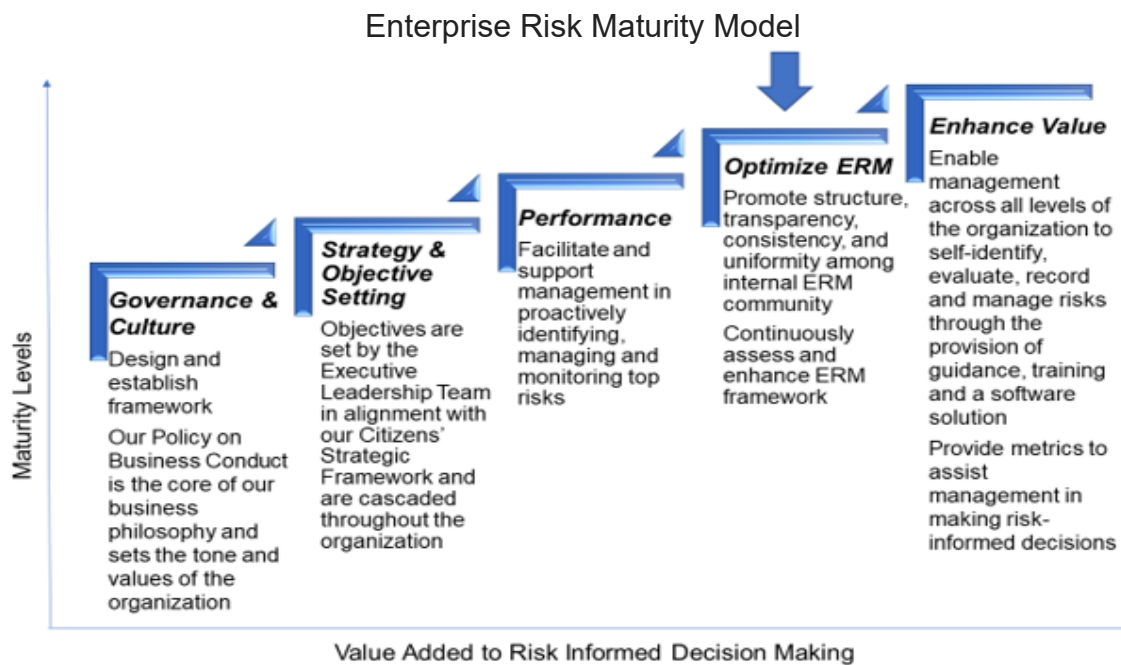 Enterprise Risk Maturity Model
Maturity Levels
Governance &
Culture
Design and
establish
framework
Our Policy on
Business Conduct
is the core of our
business
philosophy and
sets the tone and
values of the
organization
Strategy &
Objective
Setting
Objectives are
set by the
Executive
Leadership Team
in alignment with
our Citizens'
Strategic
Framework and
are cascaded
throughout the
organization
Performance
Facilitate and
support
management in
proactively
identifying,
managing and
monitoring top
risks
Optimize ERM
Promote structure,
transparency,
consistency, and
uniformity among
internal ERM
community
Continuously
assess and
enhance ERM
framework
Enhance Value
Enable
management
across all levels of
the organization to
self-identify,
evaluate, record
and manage risks
through the
provision of
guidance, training
and a software
solution
Provide metrics to
assist
management in
making risk-
informed decisions
Value Added to Risk Informed Decision Making